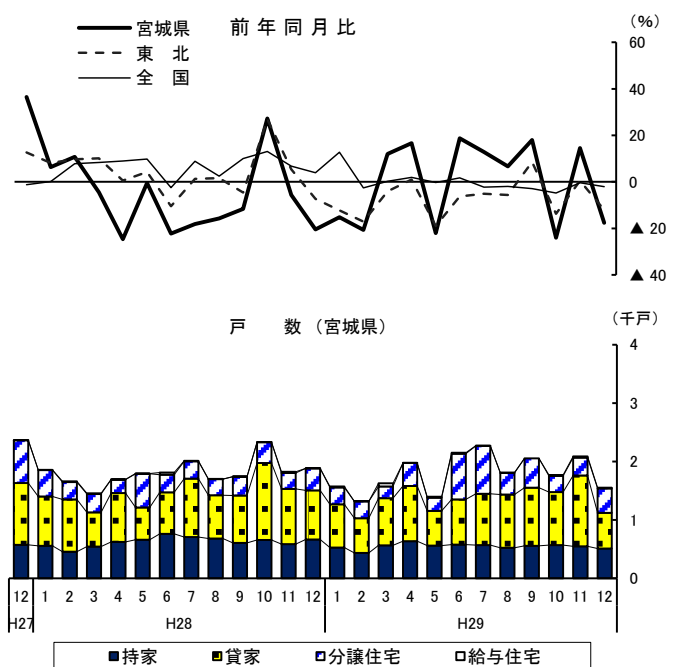 宮城県 前年同月比
東 北
全 国
(%)
60
40
20
0
▲ 20
▲ 40
戸 数 (宮城県)
(千戸)
4
3
2
1
0
12 1 2 3 4 5 6 7 8 9 10 11 12 1 2 3 4 5 6 7 8 9 10 11 12
H27 H28 H29
持家 貸家 分譲住宅 給与住宅